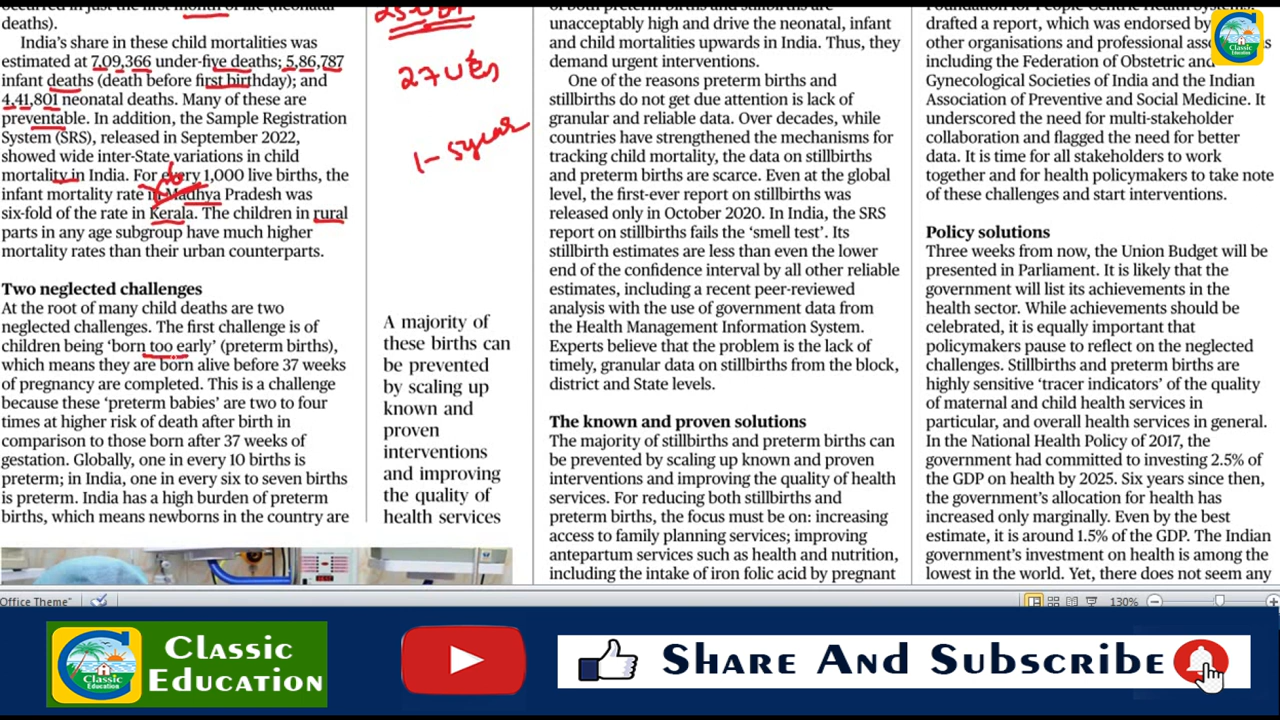 occurred in just the first month of life (neonatal
deaths).
India's share in these child mortalities was
estimated at 7,09,366 under-five deaths; 5,86,787
infant deaths (death before first birthday); and
4,41,801 neonatal deaths. Many of these are
preventable. In addition, the Sample Registration
System (SRS), released in September 2022,
showed wide inter-State variations in child
mortality in India. For every 1,000 live births, the
infant mortality rate in Madhya Pradesh was
six-fold of the rate in Kerala. The children in rural
parts in any age subgroup have much higher
mortality rates than their urban counterparts.
Two neglected challenges
At the root of many child deaths are two
neglected challenges. The first challenge is of
children being 'born too early' (preterm births),
which means they are born alive before 37 weeks
of pregnancy are completed. This is a challenge
because these 'preterm babies' are two to four
times at higher risk of death after birth in
comparison to those born after 37 weeks of
gestation. Globally, one in every 10 births is
preterm; in India, one in every six to seven births
is preterm. India has a high burden of preterm
births, which means newborns in the country are
1-5year
A majority of
these births can
be prevented
by scaling up
known and
proven
interventions
and improving
the quality of
health services
of both preterm births and stillbirths are
unacceptably high and drive the neonatal, infant
and child mortalities upwards in India. Thus, they
demand urgent interventions.
One of the reasons preterm births and
stillbirths do not get due attention is lack of
granular and reliable data. Over decades, while
countries have strengthened the mechanisms for
tracking child mortality, the data on stillbirths
and preterm births are scarce. Even at the global
level, the first-ever report on stillbirths was
released only in October 2020. In India, the SRS
report on stillbirths fails the 'smell test'. Its
stillbirth estimates are less than even the lower
end of the confidence interval by all other reliable
estimates, including a recent peer-reviewed
analysis with the use of government data from
the Health Management Information System.
Experts believe that the problem is the lack of
timely, granular data on stillbirths from the block,
district and State levels.
The known and proven solutions
The majority of stillbirths and preterm births can
be prevented by scaling up known and proven
interventions and improving the quality of health
services. For reducing both stillbirths and
preterm births, the focus must be on: increasing
access to family planning services; improving
antepartum services such as health and nutrition,
including the intake of iron folic acid by pregnant
Foundation for People-Centric Health Systems,
drafted a report, which was endorsed by
other organisations and professional
including the Federation of Obstetric and
Gynecological Societies of India and the Indian
Association of Preventive and Social Medicine. It
underscored the need for multi-stakeholder
collaboration and flagged the need for better
data. It is time for all stakeholders to work
together and for health policymakers to take note
of these challenges and start interventions.
Policy solutions
Three weeks from now, the Union Budget will be
presented in Parliament. It is likely that the
government will list its achievements in the
health sector. While achievements should be
celebrated, it is equally important that
policymakers pause to reflect on the neglected
challenges. Stillbirths and preterm births are
highly sensitive 'tracer indicators' of the quality
of maternal and child health services in
particular, and overall health services in general.
In the National Health Policy of 2017, the
government had committed to investing 2.5% of
the GDP on health by 2025. Six years since then,
the government's allocation for health has
increased only marginally. Even by the best
estimate, it is around 1.5% of the GDP. The Indian
government's investment on health is among the
lowest in the world. Yet, there does not seem any
Classic
Education
Office Theme"
130%
Classic
Education
Classic
Education
Share And Subscribe